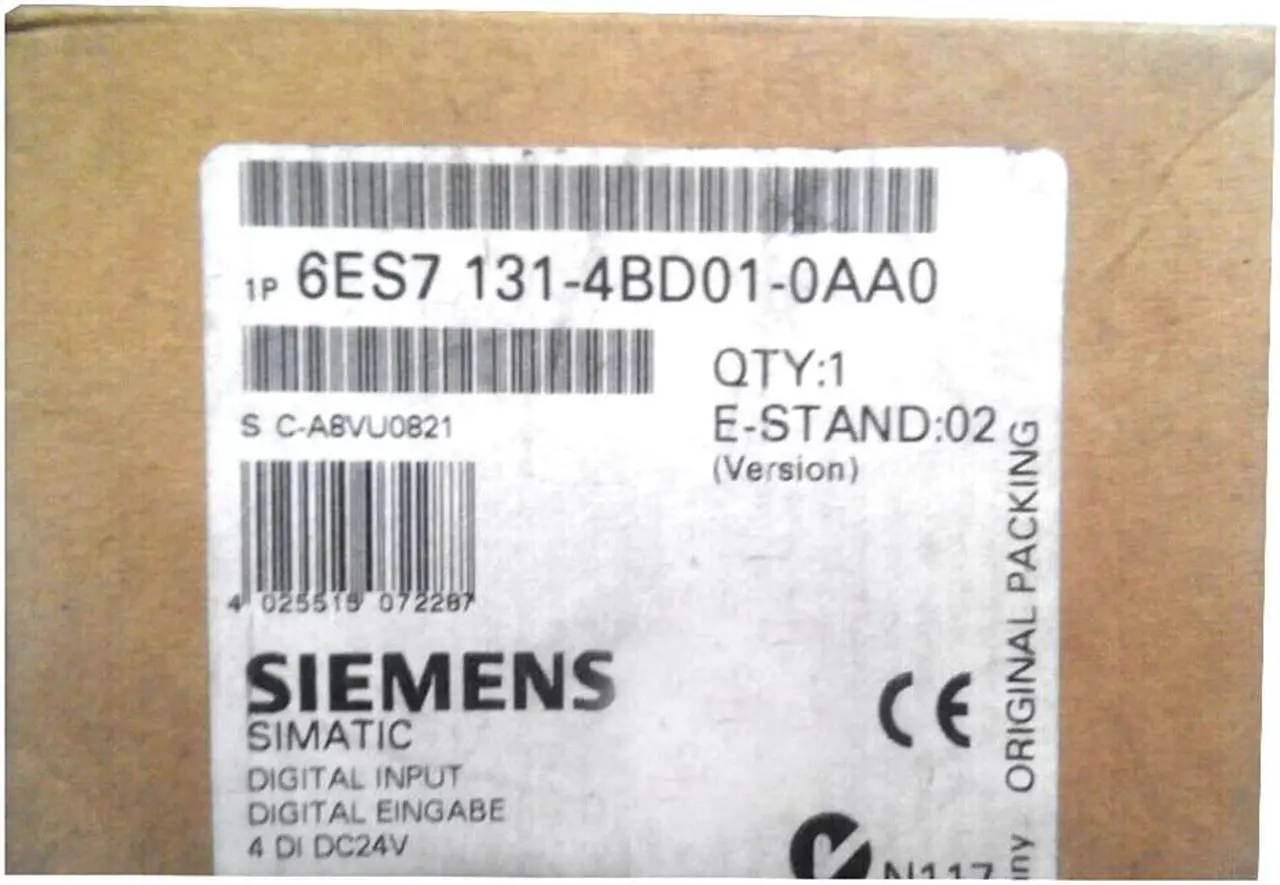 1P 6ES7 131-4BD01-0AA0
QTY:1
S C-A8VU0821
E-STAND:02
(Version)
4 025515 072287
SIEMENS
SIMATIC
DIGITAL INPUT
DIGITAL EINGABE
4 DI DC24V
CE
N117
ORIGINAL PACKING